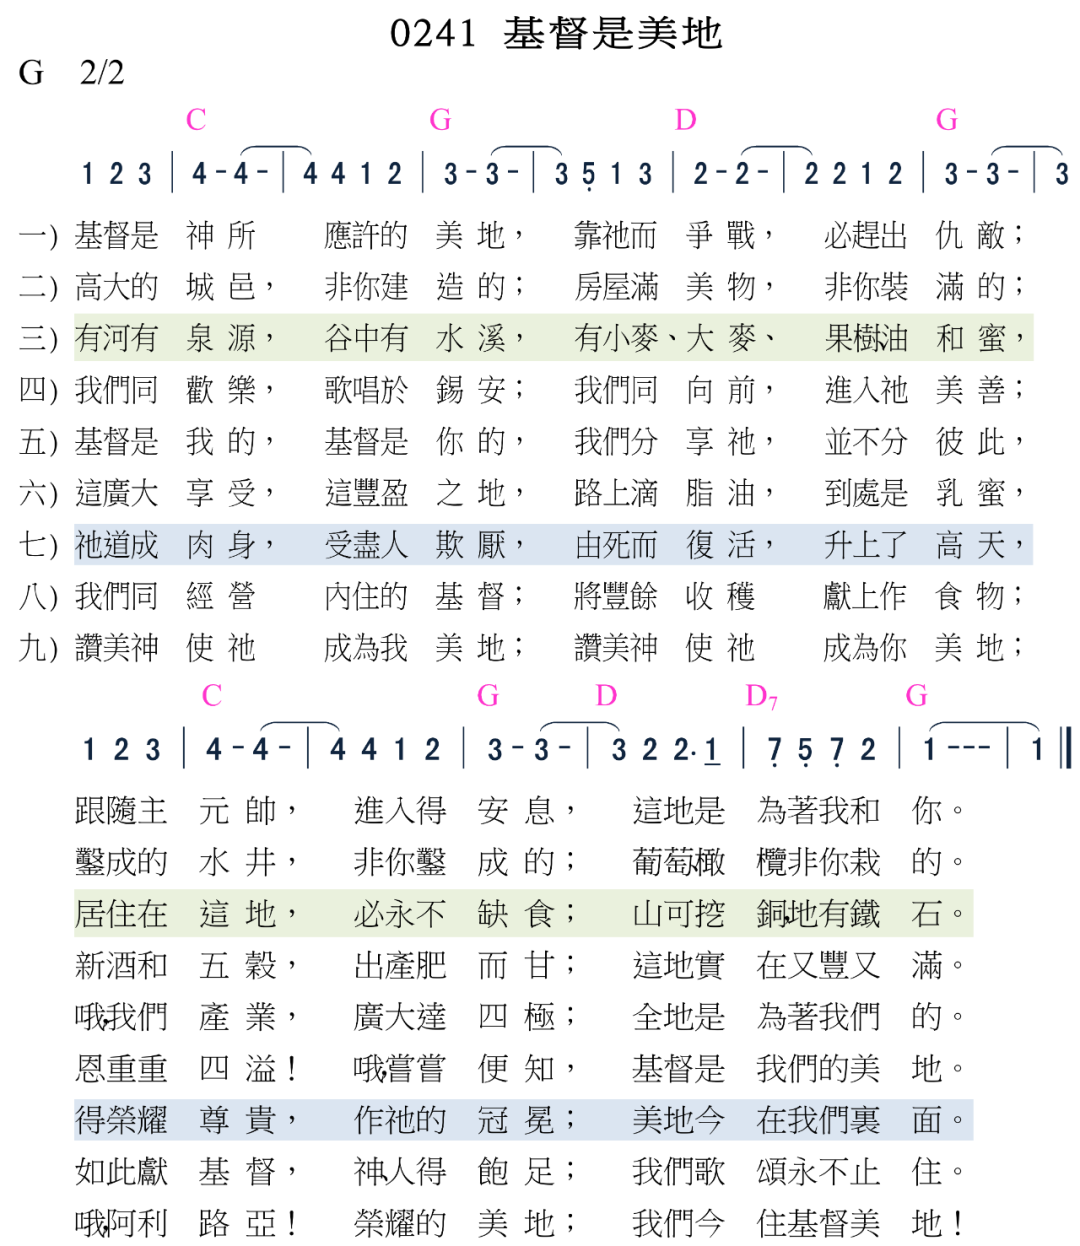 0241 基督是美地
G 2/2
C G D G
1 2 3 | 4 - 4 - | 4 4 1 2 | 3 - 3 - | 3 5̣ 1 3 | 2 - 2 - | 2 2 1 2 | 3 - 3 - | 3
一) 基督是 神 所 應許的 美 地， 靠祂而 爭 戰， 必趕出 仇 敵；
二) 高大的 城 邑， 非你建 造 的； 房屋滿 美 物， 非你裝 滿 的；
三) 有河有 泉 源， 谷中有 水 溪， 有小麥、大 麥、 果樹油 和 蜜，
四) 我們同 歡 樂， 歌唱於 錫 安； 我們同 向 前， 進入祂 美 善；
五) 基督是 我 的， 基督是 你 的， 我們分 享 祂， 並不分 彼 此，
六) 這廣大 享 受， 這豐盈 之 地， 路上滴 脂 油， 到處是 乳 蜜，
七) 祂道成 肉 身， 受盡人 欺 厭， 由死而 復 活， 升上了 高 天，
八) 我們同 經 營 內住的 基 督； 將豐餘 收 穫 獻上作 食 物；
九) 讚美神 使 祂 成為我 美 地； 讚美神 使 祂 成為你 美 地；
C G D D₇ G
1 2 3 | 4 - 4 - | 4 4 1 2 | 3 - 3 - | 3 2 2· 1 | 7̣ 5̣ 7̣ 2 | 1 - - - | 1 ‖
跟隨主 元 帥， 進入得 安 息， 這地是 為著我和 你。
鑿成的 水 井， 非你鑿 成 的； 葡萄橄 欖非你栽 的。
居住在 這 地， 必永不 缺 食； 山可挖 銅，地有鐵 石。
新酒和 五 穀， 出產肥 而 甘； 這地實 在又豐又 滿。
哦，我們 產 業， 廣大達 四 極； 全地是 為著我們 的。
恩重重 四 溢！ 哦，嘗嘗 便 知， 基督是 我們的美 地。
得榮耀 尊 貴， 作祂的 冠 冕； 美地今 在我們裏 面。
如此獻 基 督， 神、人得 飽 足； 我們歌 頌永不止 住。
哦，阿利 路 亞！ 榮耀的 美 地； 我們今 住基督美 地！